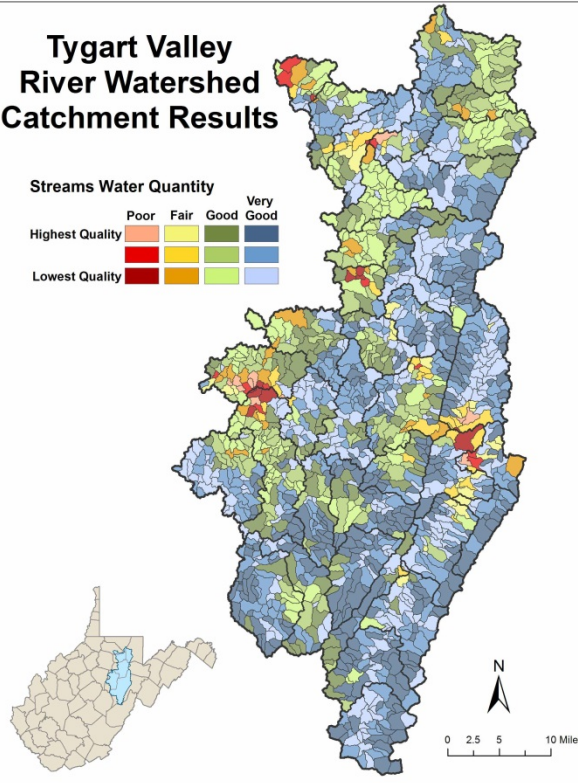 Tygart Valley
River Watershed
Catchment Results
Streams Water Quantity
Poor Fair Good Very Good
Highest Quality
Lowest Quality
N
0 2.5 5 10 Mile